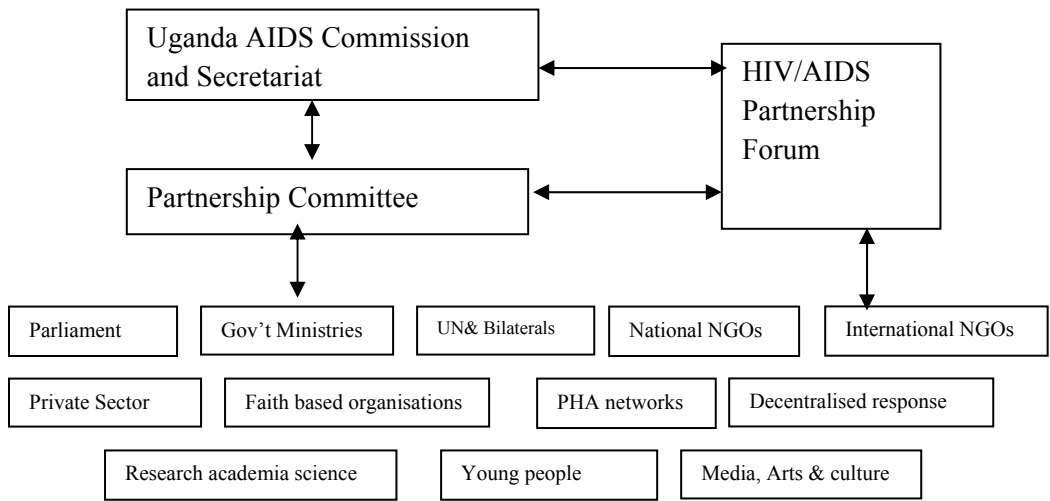 Uganda AIDS Commission
and Secretariat
HIV/AIDS
Partnership
Forum
Partnership Committee
Parliament
Gov’t Ministries
UN& Bilaterals
National NGOs
International NGOs
Private Sector
Faith based organisations
PHA networks
Decentralised response
Research academia science
Young people
Media, Arts & culture